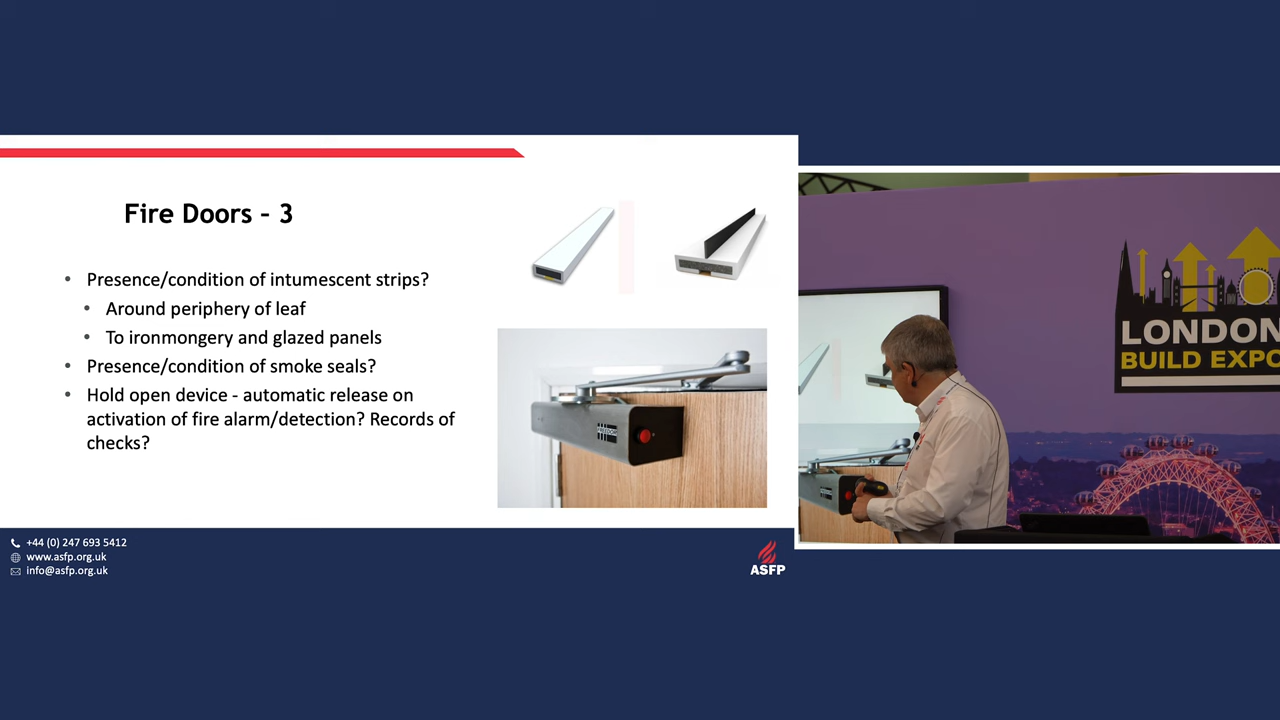 Fire Doors – 3
• Presence/condition of intumescent strips?
• Around periphery of leaf
• To ironmongery and glazed panels
• Presence/condition of smoke seals?
• Hold open device - automatic release on
activation of fire alarm/detection? Records of
checks?
FREEDOM
+44 (0) 247 693 5412
www.asfp.org.uk
info@asfp.org.uk
ASFP
LONDON
BUILD EXPO